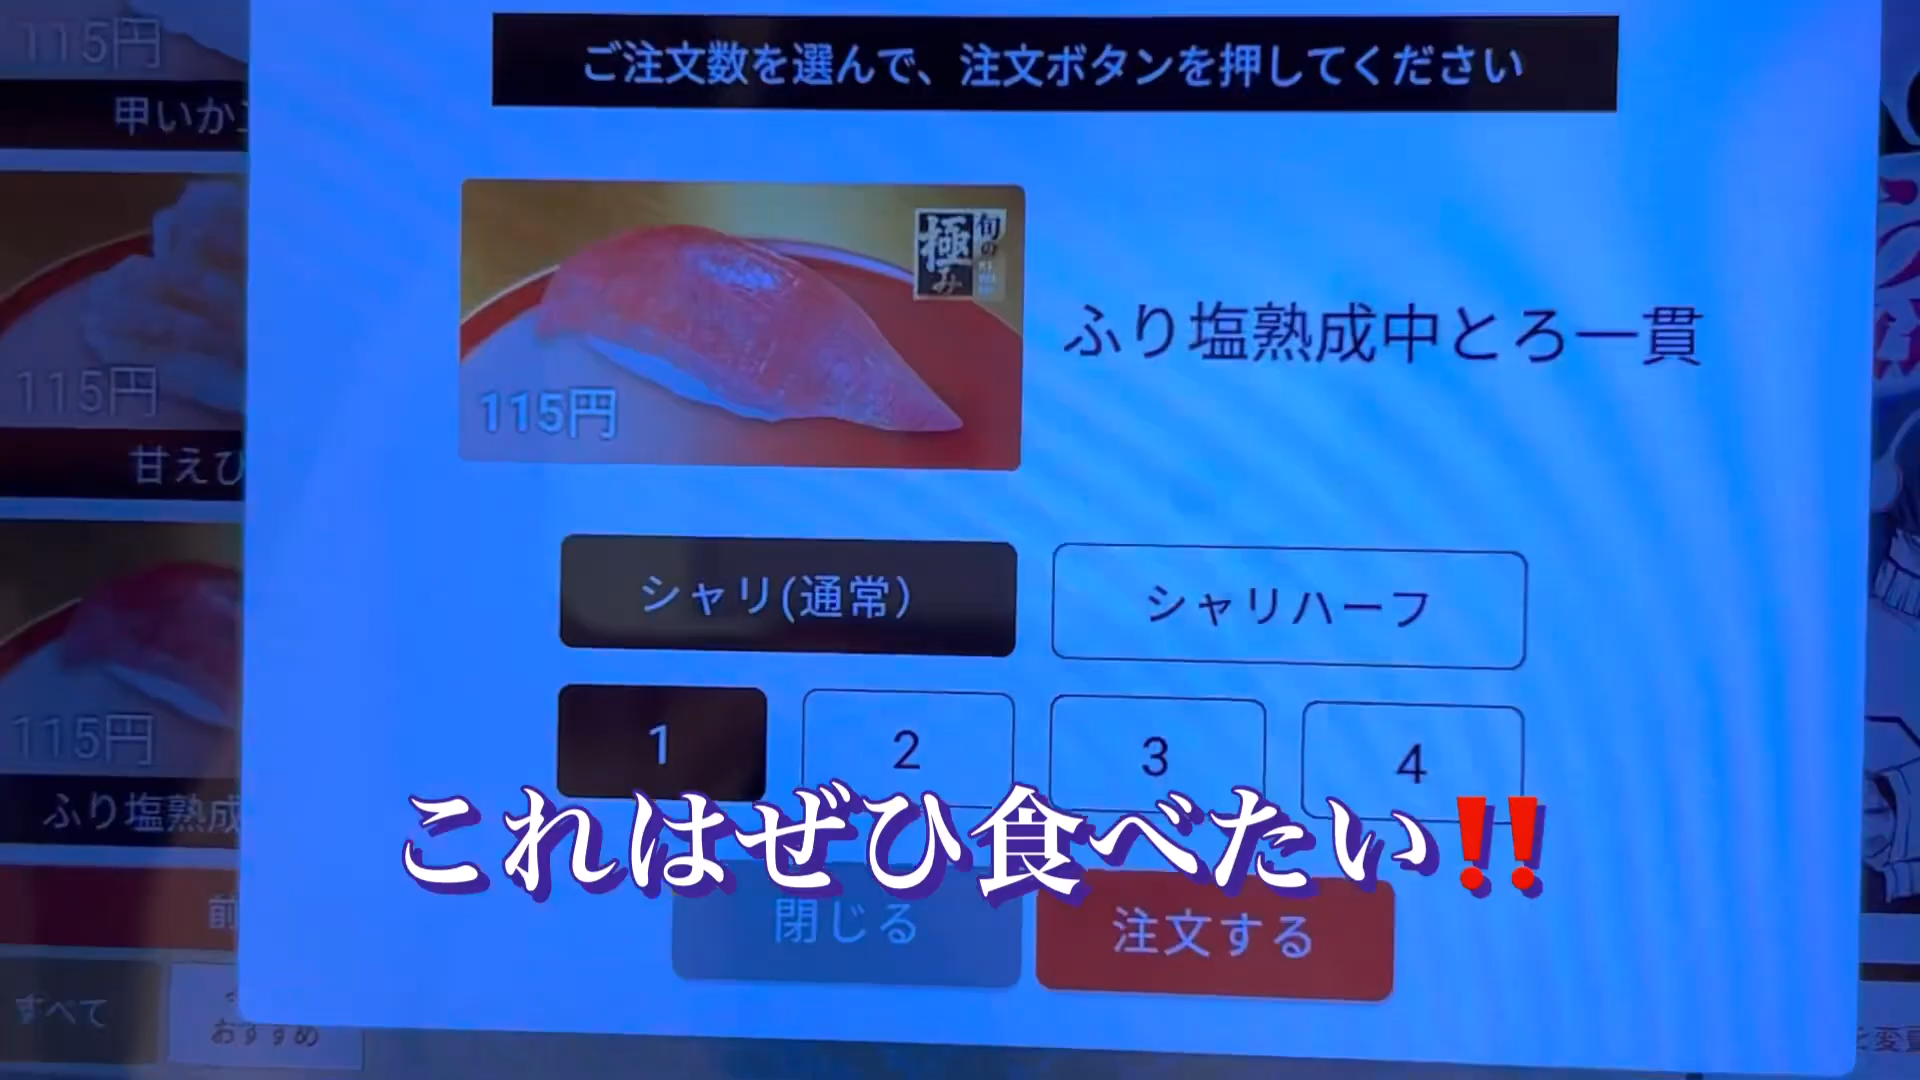 ご注文数を選んで、注文ボタンを押してください
115円
甲いか
旬の
極み
115円
ふり塩熟成中とろ一貫
115円
甘えび
シャリ(通常)
シャリハーフ
1
2
3
4
115円
ふり塩熟成
これはぜひ食べたい‼
閉じる
注文する
前
すべて
おすすめ